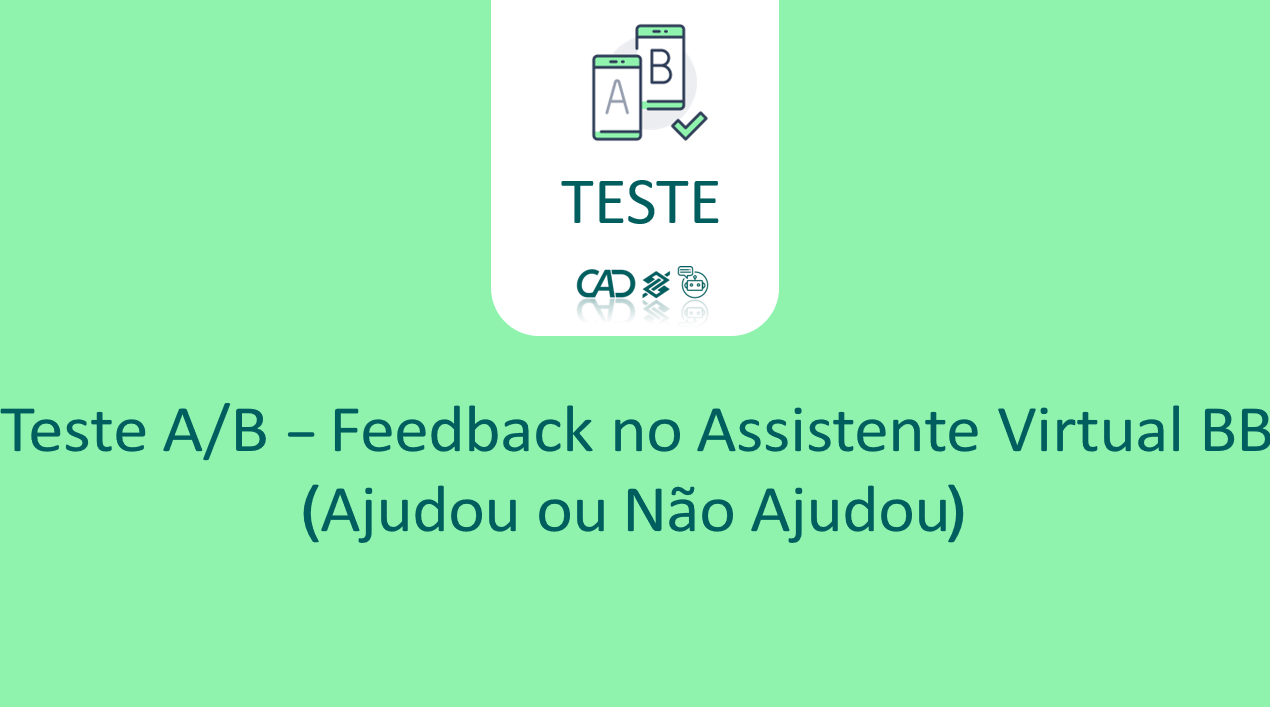 B
A
TESTE
CAD
Teste A/B – Feedback no Assistente Virtual BB
(Ajudou ou Não Ajudou)